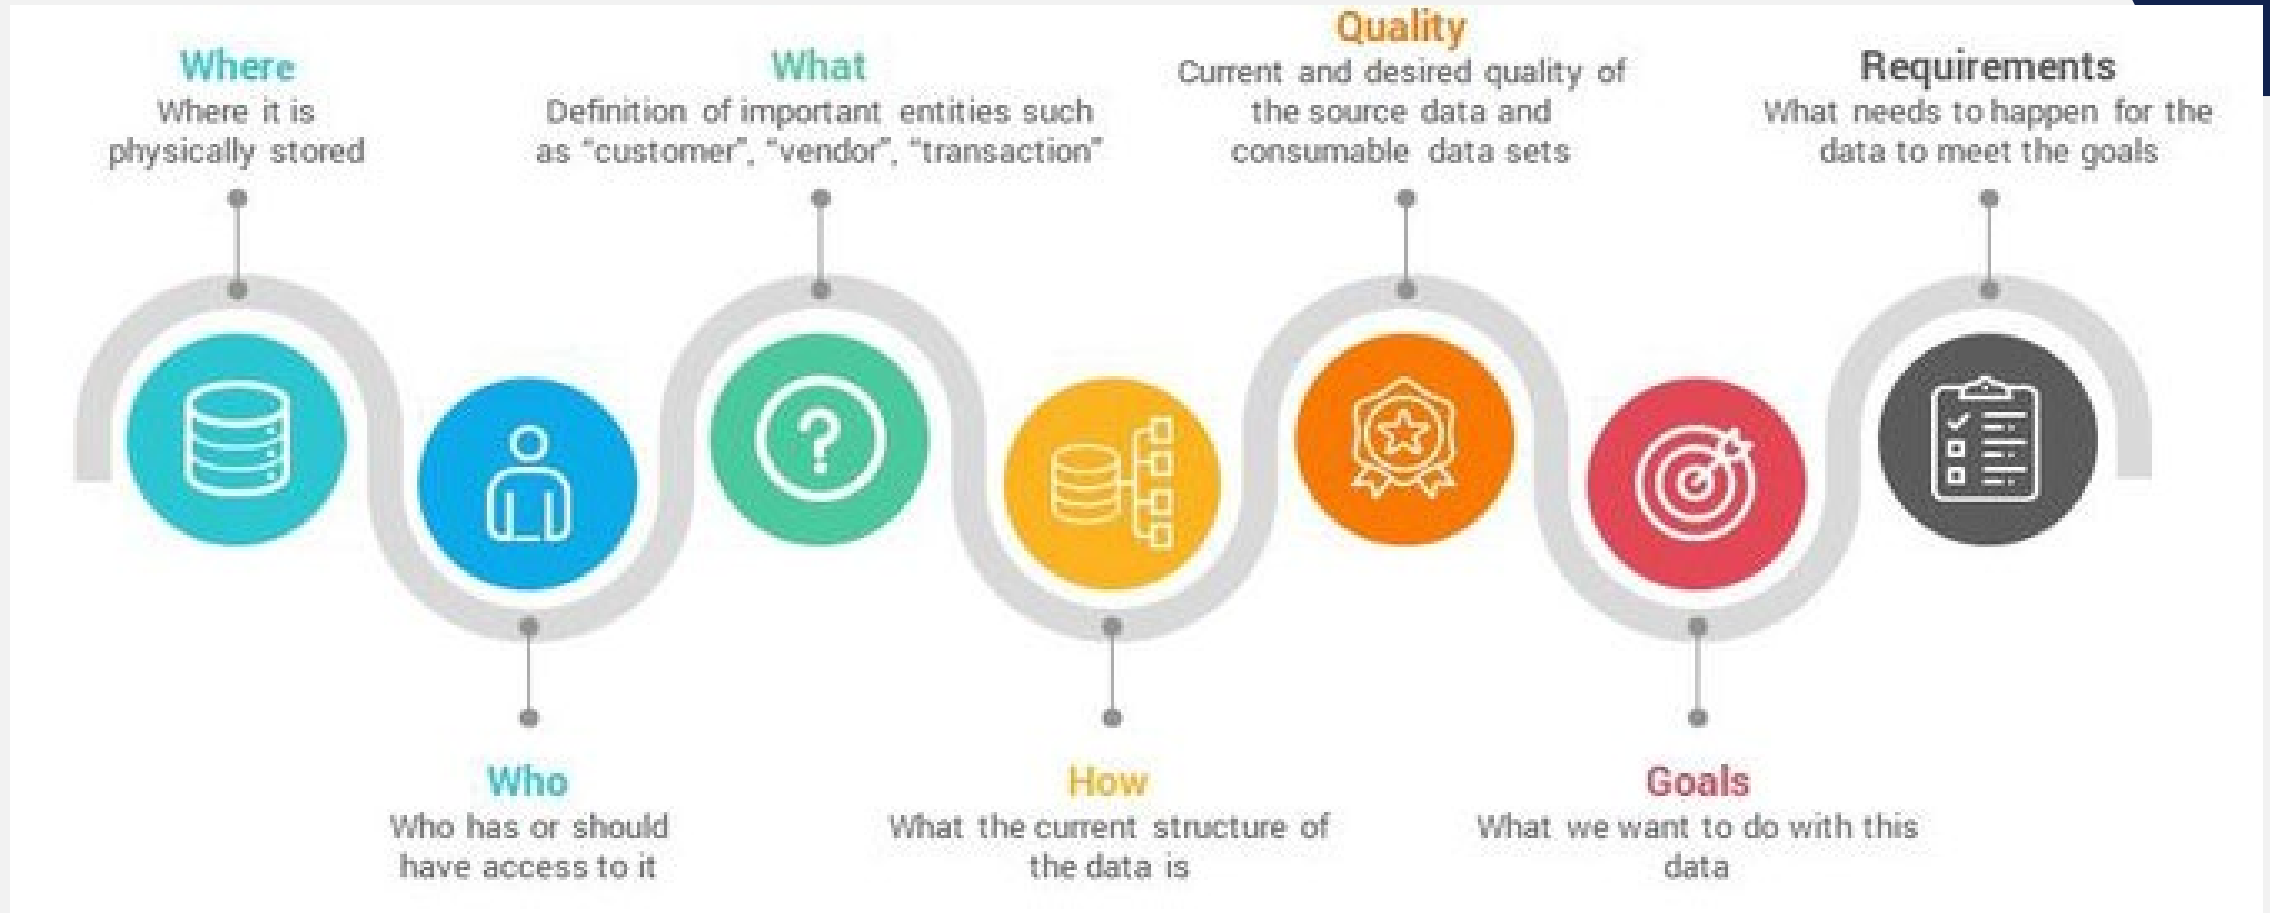 Where
Where it is
physically stored
Who
Who has or should
have access to it
What
Definition of important entities such
as “customer”, “vendor”, “transaction”
How
What the current structure of
the data is
Quality
Current and desired quality of
the source data and
consumable data sets
Goals
What we want to do with this
data
Requirements
What needs to happen for the
data to meet the goals